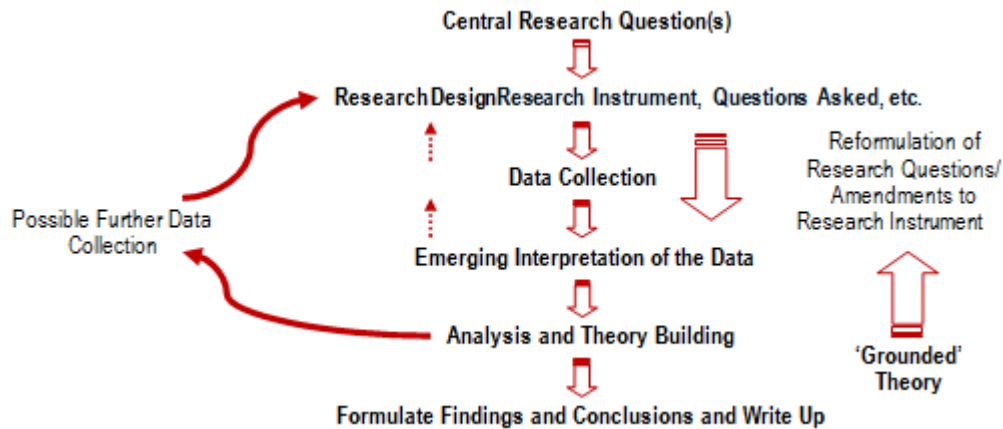 Central Research Question(s)
ResearchDesignResearch Instrument, Questions Asked, etc.
Data Collection
Emerging Interpretation of the Data
Analysis and Theory Building
Formulate Findings and Conclusions and Write Up
Possible Further Data
Collection
Reformulation of
Research Questions/
Amendments to
Research Instrument
‘Grounded’
Theory